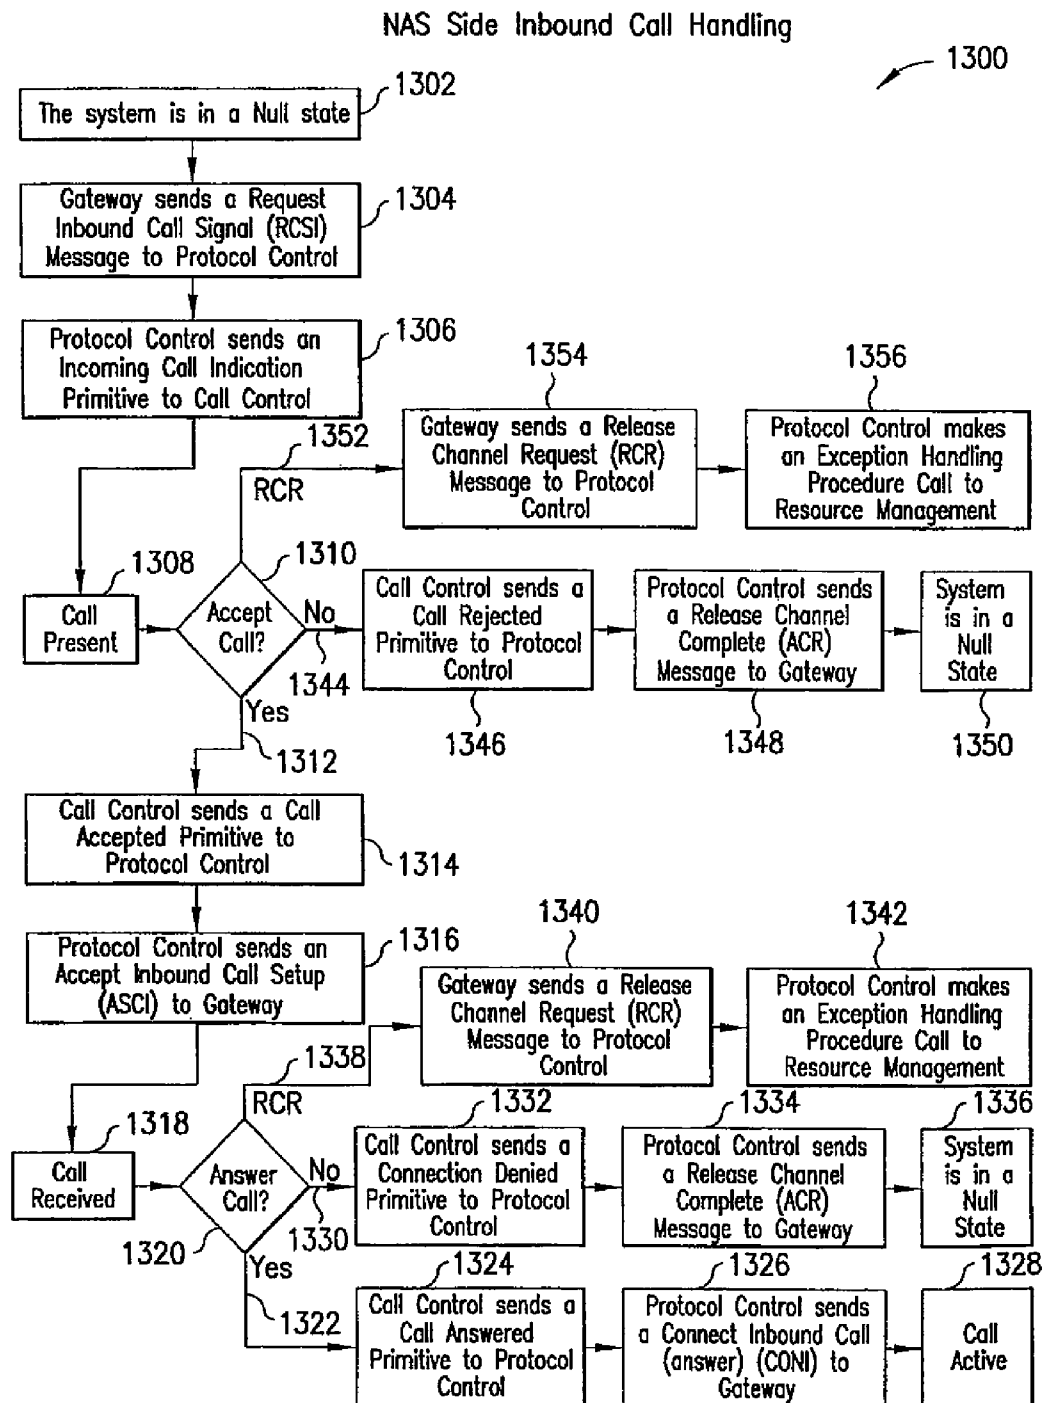 NAS Side Inbound Call Handling
1300
1302
The system is in a Null state
1304
Gateway sends a Request
Inbound Call Signal (RCSI)
Message to Protocol Control
1306
Protocol Control sends an
Incoming Call Indication
Primitive to Call Control
1352
RCR
1354
Gateway sends a Release
Channel Request (RCR)
Message to Protocol
Control
1356
Protocol Control makes
an Exception Handling
Procedure Call to
Resource Management
1308
Call
Present
1310
Accept
Call?
No
1344
Call Control sends a
Call Rejected
Primitive to Protocol
Control
1346
Protocol Control sends
a Release Channel
Complete (ACR)
Message to Gateway
1348
System
is in a
Null
State
1350
Yes
1312
Call Control sends a Call
Accepted Primitive to
Protocol Control
1314
Protocol Control sends an
Accept Inbound Call Setup
(ASCI) to Gateway
1316
1338
RCR
1340
Gateway sends a Release
Channel Request (RCR)
Message to Protocol
Control
1342
Protocol Control makes
an Exception Handling
Procedure Call to
Resource Management
1318
Call
Received
Answer
Call?
1320
No
1330
1332
Call Control sends a
Connection Denied
Primitive to Protocol
Control
1334
Protocol Control sends
a Release Channel
Complete (ACR)
Message to Gateway
1336
System
is in a
Null
State
Yes
1322
1324
Call Control sends a
Call Answered
Primitive to Protocol
Control
1326
Protocol Control sends
a Connect Inbound Call
(answer) (CONI) to
Gateway
1328
Call
Active